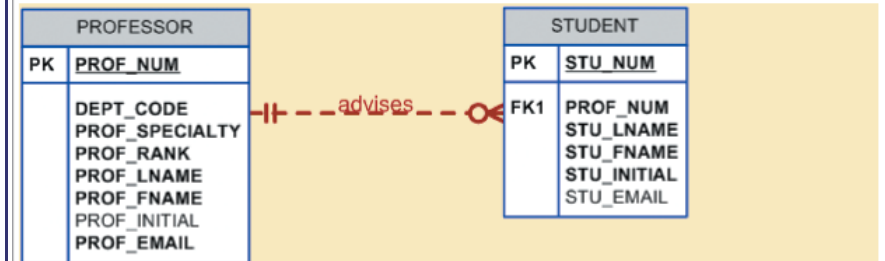 PROFESSOR
PK PROF_NUM
DEPT_CODE
PROF_SPECIALTY
PROF_RANK
PROF_LNAME
PROF_FNAME
PROF_INITIAL
PROF_EMAIL
advises
STUDENT
PK STU_NUM
FK1 PROF_NUM
STU_LNAME
STU_FNAME
STU_INITIAL
STU_EMAIL